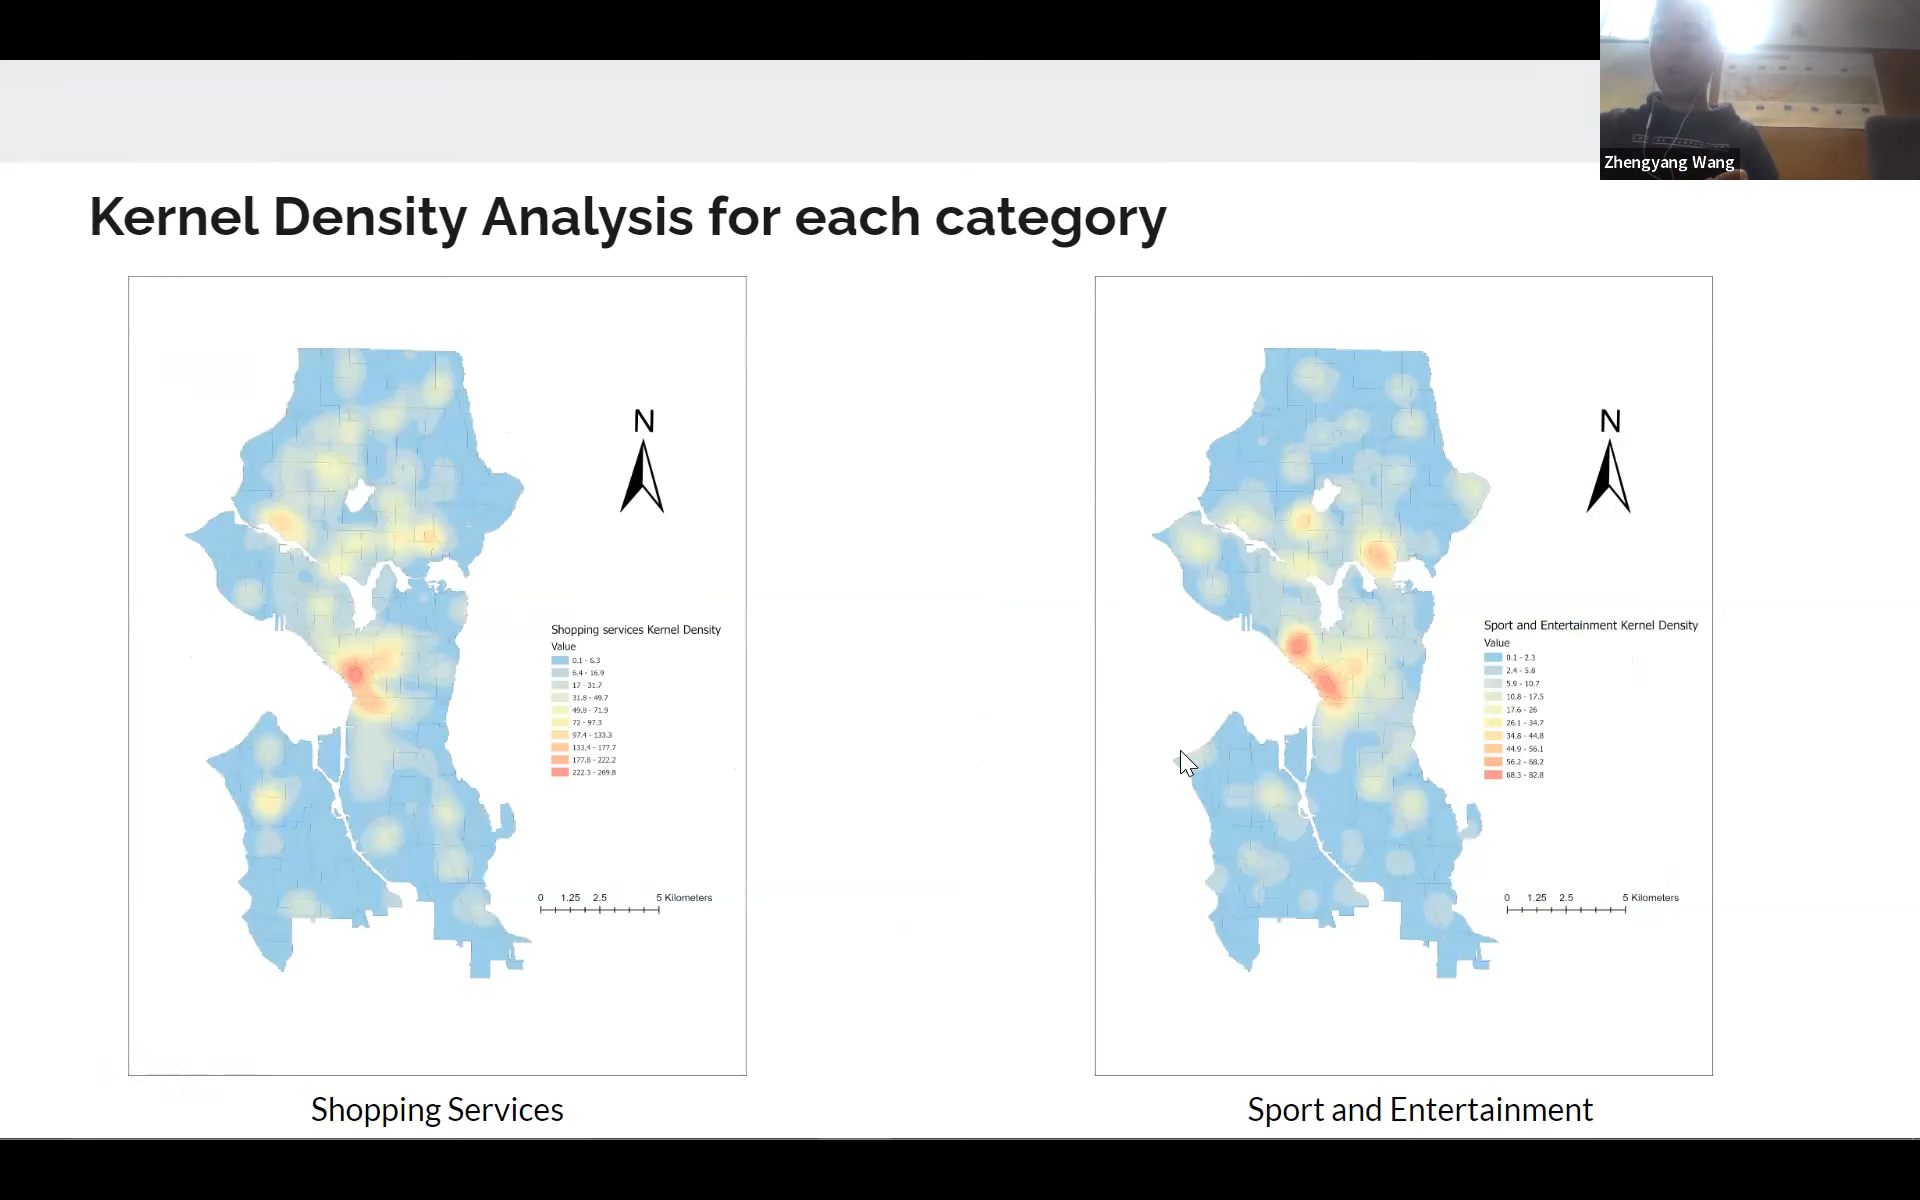 Zhengyang Wang
Kernel Density Analysis for each category
N
Shopping services Kernel Density
Value
0.1 - 6.3
6.4 - 16.9
17 - 31.7
31.8 - 49.7
49.8 - 71.9
72 - 97.3
97.4 - 133.3
133.4 - 177.7
177.8 - 222.2
222.3 - 269.8
0 1.25 2.5 5 Kilometers
Shopping Services
N
Sport and Entertainment Kernel Density
Value
0.1 - 2.3
2.4 - 5.8
5.9 - 10.7
10.8 - 17.5
17.6 - 26
26.1 - 34.7
34.8 - 44.8
44.9 - 56.1
56.2 - 68.2
68.3 - 82.8
0 1.25 2.5 5 Kilometers
Sport and Entertainment